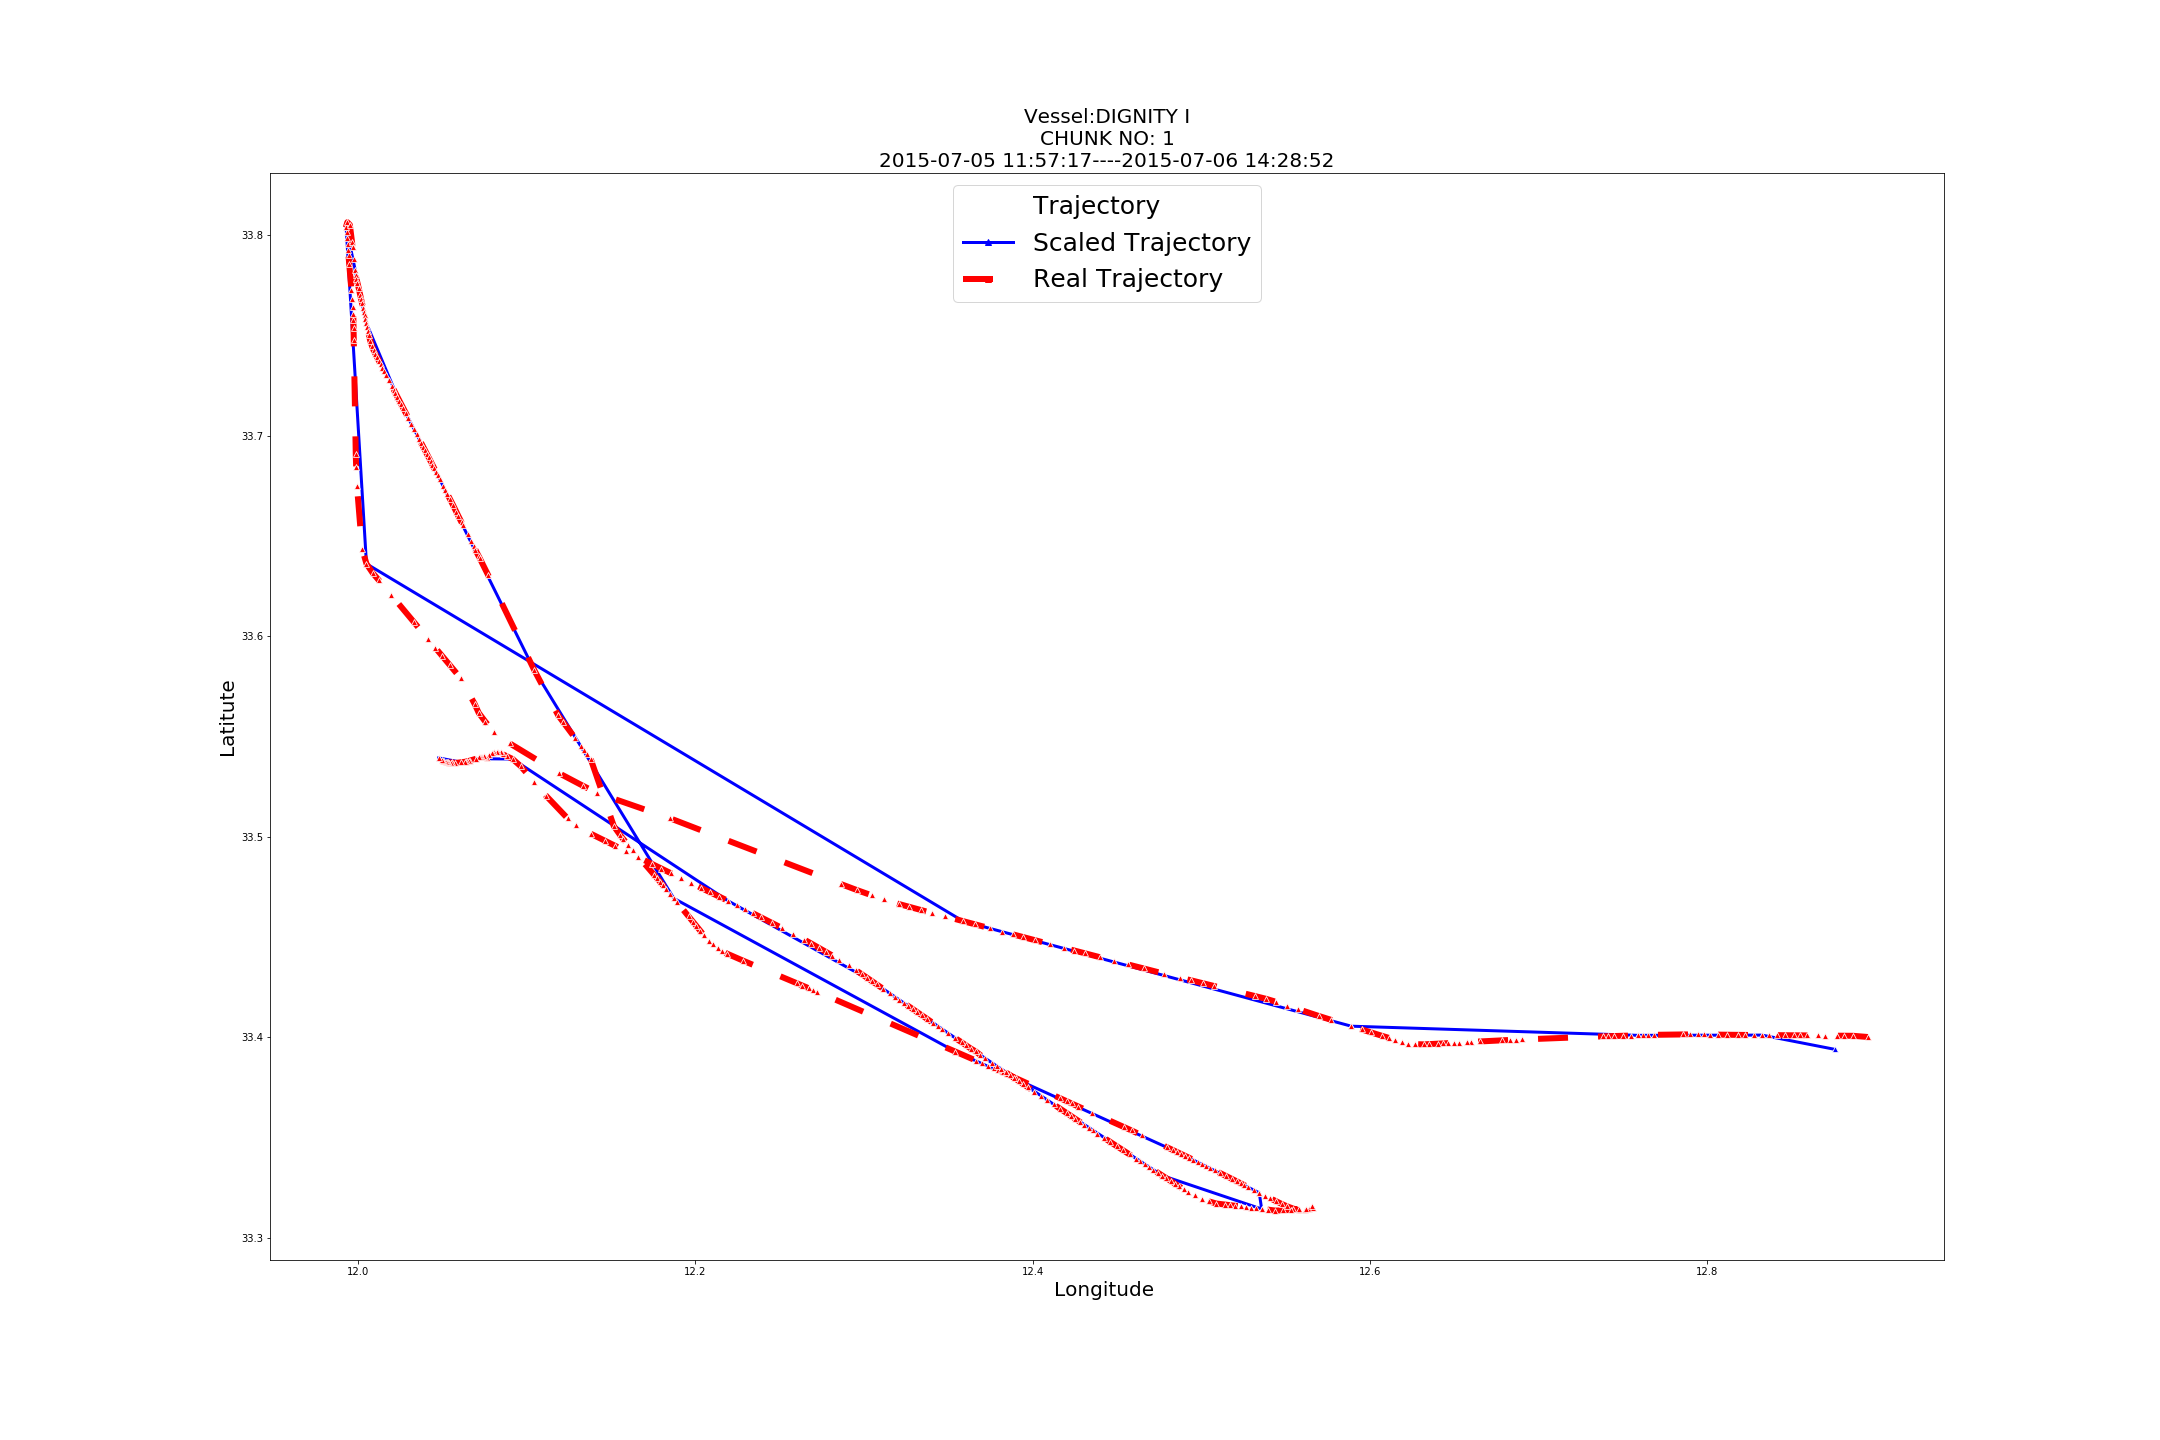 Vessel:DIGNITY I
CHUNK NO: 1
2015-07-05 11:57:17----2015-07-06 14:28:52
Trajectory
Scaled Trajectory
Real Trajectory
33.8
33.7
33.6
33.5
33.4
33.3
Latitute
12.0
12.2
12.4
12.6
12.8
Longitude